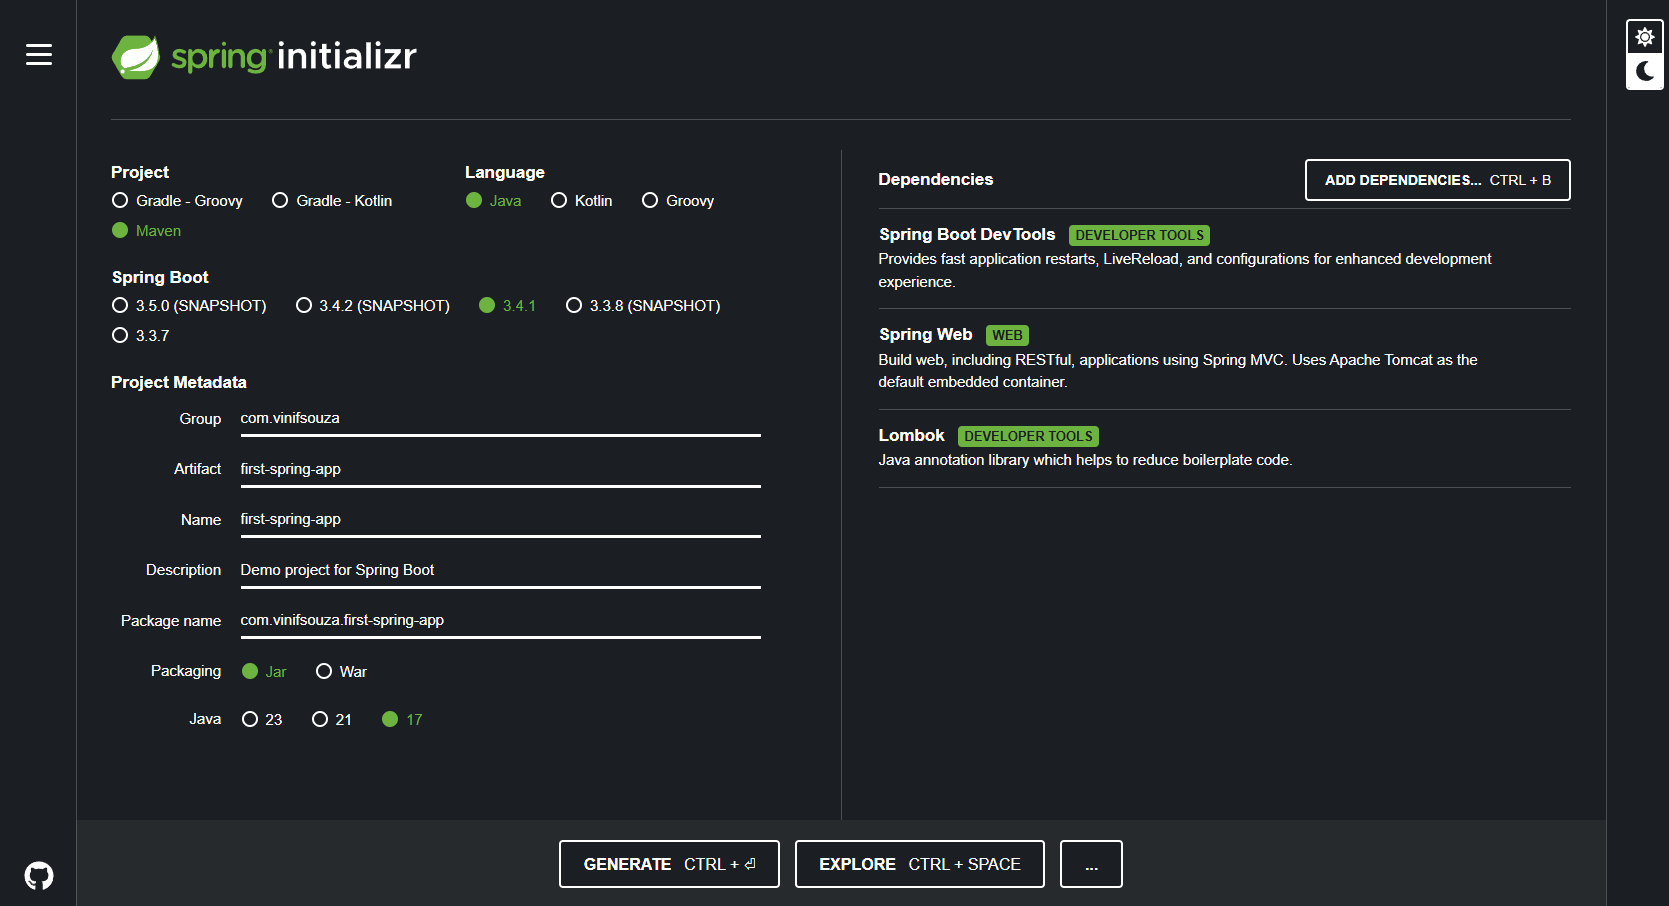 spring initializr
Project
Gradle - Groovy Gradle - Kotlin
Maven
Language
Java Kotlin Groovy
Spring Boot
3.5.0 (SNAPSHOT) 3.4.2 (SNAPSHOT) 3.4.1 3.3.8 (SNAPSHOT)
3.3.7
Project Metadata
Group com.vinifsouza
Artifact first-spring-app
Name first-spring-app
Description Demo project for Spring Boot
Package name com.vinifsouza.first-spring-app
Packaging Jar War
Java 23 21 17
Dependencies ADD DEPENDENCIES... CTRL + B
Spring Boot DevTools DEVELOPER TOOLS
Provides fast application restarts, LiveReload, and configurations for enhanced development
experience.
Spring Web WEB
Build web, including RESTful, applications using Spring MVC. Uses Apache Tomcat as the
default embedded container.
Lombok DEVELOPER TOOLS
Java annotation library which helps to reduce boilerplate code.
GENERATE CTRL + ⏎ EXPLORE CTRL + SPACE ...